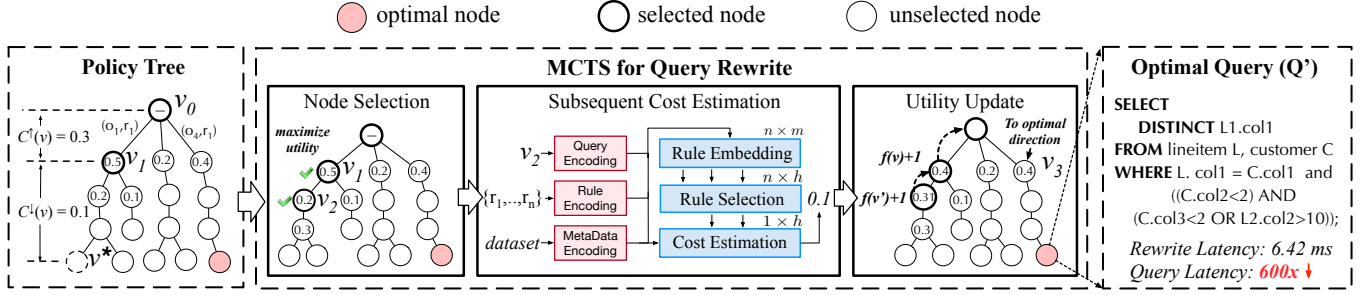 optimal node
selected node
unselected node
Policy Tree
v₀
–
(o₁,r₁)
(o₄,r₁)
C↑(v) = 0.3
0.5
v₁
0.2
0.4
0.2
0.1
C↓(v) = 0.1
v*
MCTS for Query Rewrite
Node Selection
maximize
utility
–
0.5
v₁
0.2
0.4
0.2
v₂
0.1
0.3
Subsequent Cost Estimation
v₂
Query
Encoding
{r₁,..,rₙ}
Rule
Encoding
dataset
MetaData
Encoding
n × m
Rule Embedding
n × h
Rule Selection
1 × h
Cost Estimation
0.1
Utility Update
To optimal
direction
f(v)+1
0.4
v₁
0.2
0.4
v₃
f(v')+1
0.31
0.1
0.3
Optimal Query (Q’)
SELECT
DISTINCT L1.col1
FROM lineitem L, customer C
WHERE L. col1 = C.col1 and
((C.col2<2) AND
(C.col3<2 OR L2.col2>10));
Rewrite Latency: 6.42 ms
Query Latency: 600x ↓